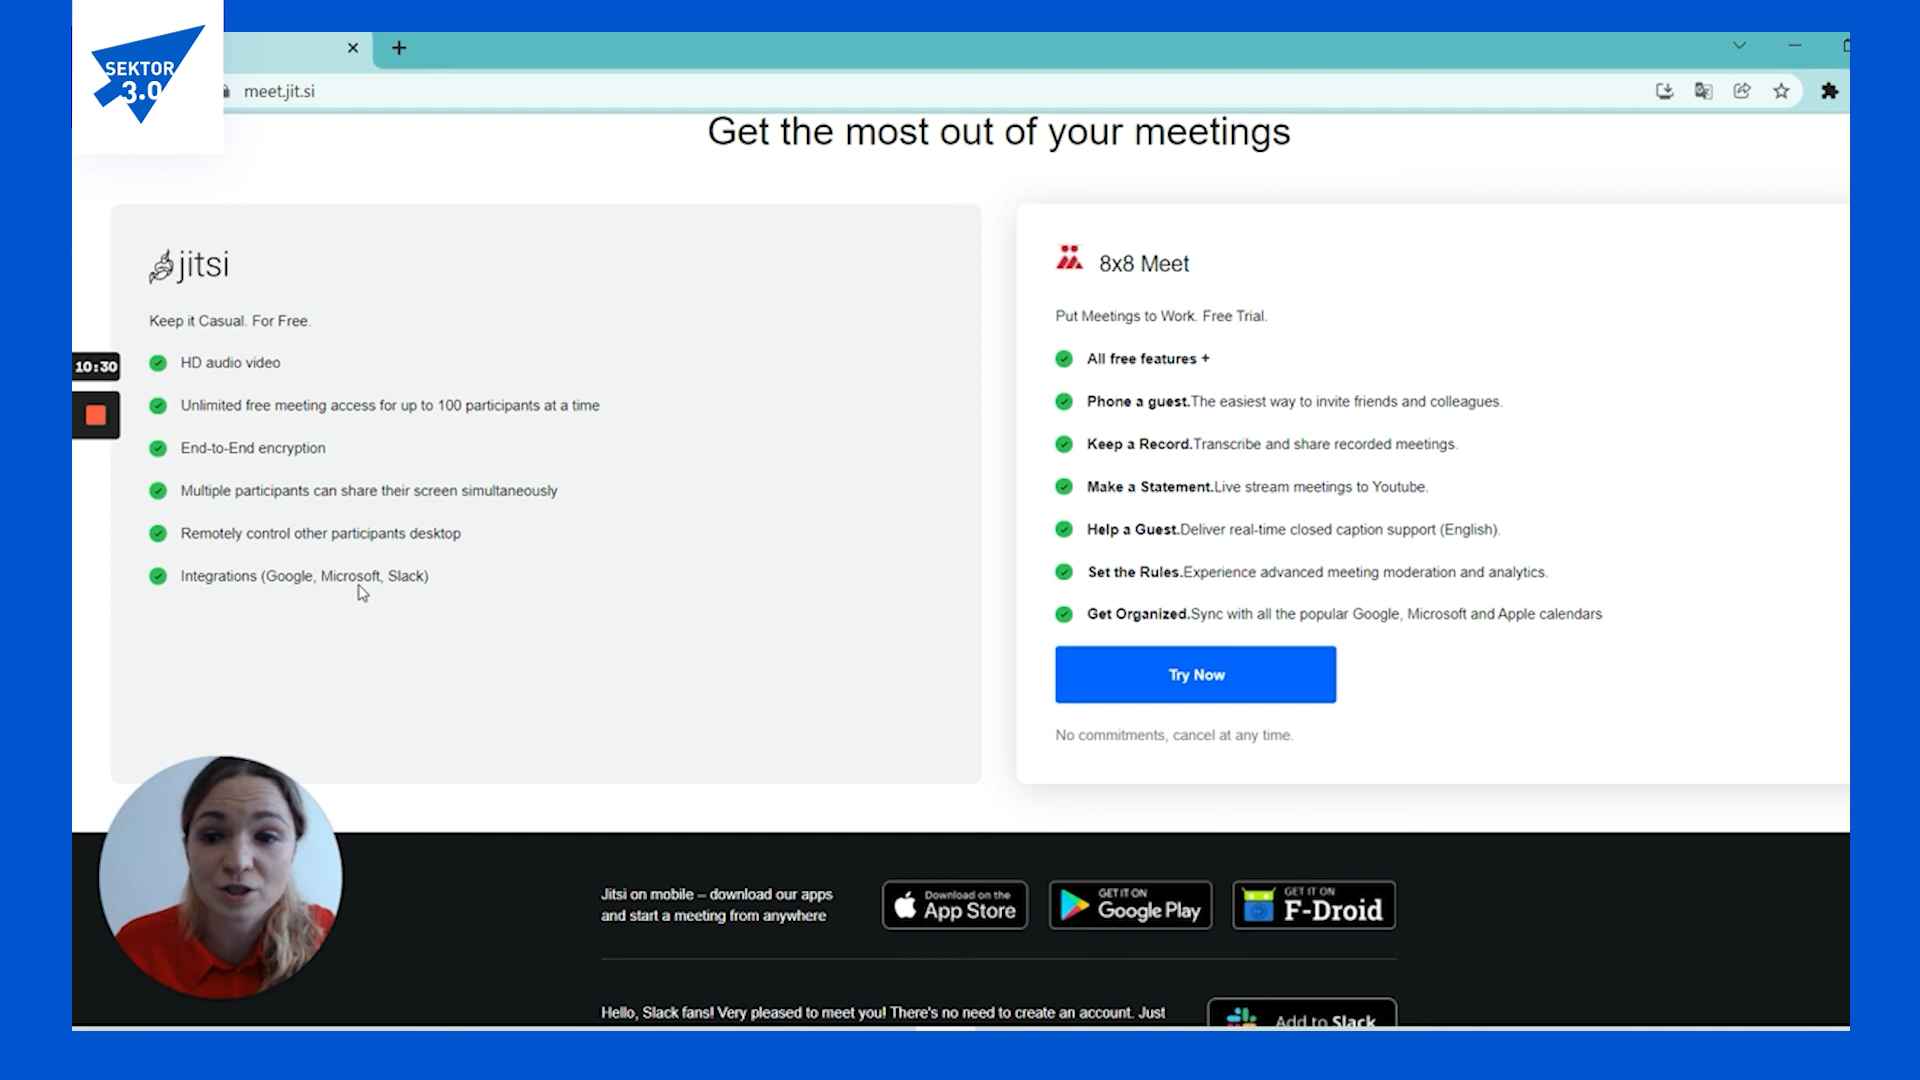 SEKTOR
3.0
meet.jit.si
Get the most out of your meetings
jitsi
Keep it Casual. For Free.
HD audio video
Unlimited free meeting access for up to 100 participants at a time
End-to-End encryption
Multiple participants can share their screen simultaneously
Remotely control other participants desktop
Integrations (Google, Microsoft, Slack)
10:30
8x8 Meet
Put Meetings to Work. Free Trial.
All free features +
Phone a guest.The easiest way to invite friends and colleagues.
Keep a Record.Transcribe and share recorded meetings.
Make a Statement.Live stream meetings to Youtube.
Help a Guest.Deliver real-time closed caption support (English).
Set the Rules.Experience advanced meeting moderation and analytics.
Get Organized.Sync with all the popular Google, Microsoft and Apple calendars
Try Now
No commitments, cancel at any time.
Jitsi on mobile – download our apps
and start a meeting from anywhere
Download on the
App Store
GET IT ON
Google Play
GET IT ON
F-Droid
Hello, Slack fans! Very pleased to meet you! There's no need to create an account. Just
Add to Slack